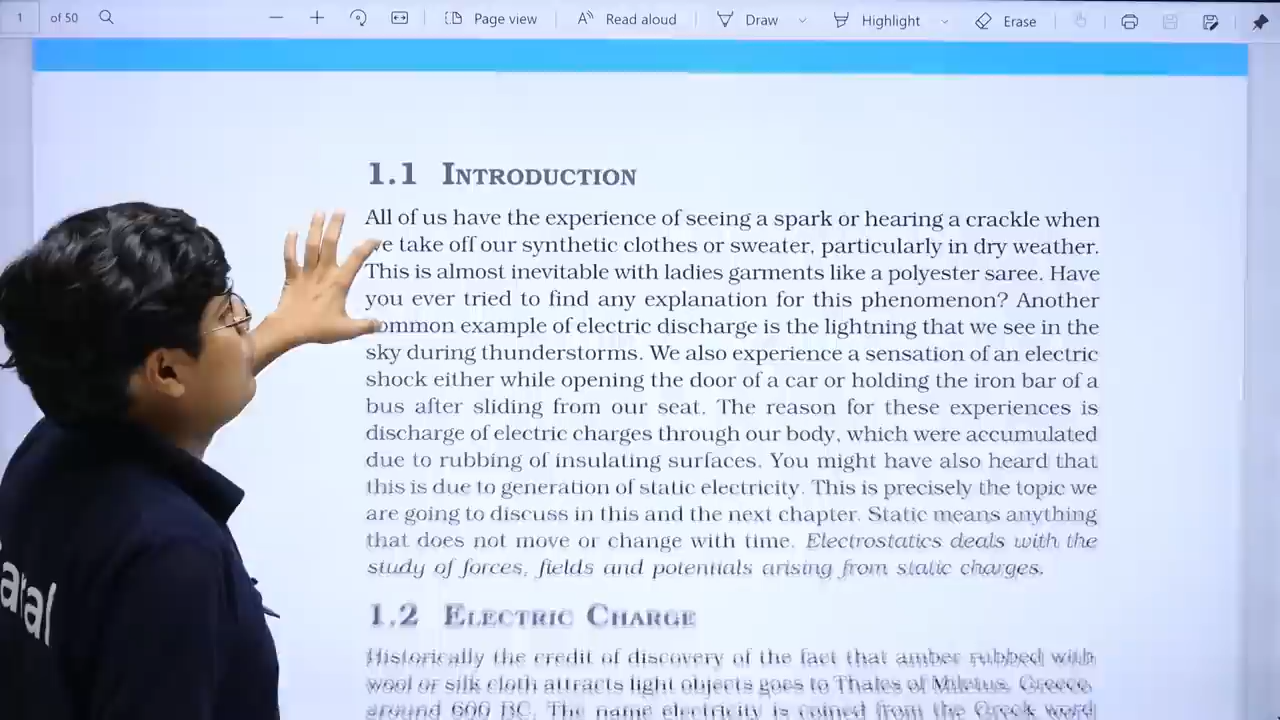 1 of 50 Page view Read aloud Draw Highlight Erase
1.1 INTRODUCTION
All of us have the experience of seeing a spark or hearing a crackle when
take off our synthetic clothes or sweater, particularly in dry weather.
This is almost inevitable with ladies garments like a polyester saree. Have
you ever tried to find any explanation for this phenomenon? Another
ommon example of electric discharge is the lightning that we see in the
sky during thunderstorms. We also experience a sensation of an electric
shock either while opening the door of a car or holding the iron bar of a
bus after sliding from our seat. The reason for these experiences is
discharge of electric charges through our body, which were accumulated
due to rubbing of insulating surfaces. You might have also heard that
this is due to generation of static electricity. This is precisely the topic we
are going to discuss in this and the next chapter. Static means anything
that does not move or change with time. Electrostatics deals with the
study of forces, fields and potentials arising from static charges.
1.2 ELECTRIC CHARGE
Historically the credit of discovery of the fact that amber rubbed with
wool or silk cloth attracts light objects goes to Thales of Miletus, Greece,
around 600 BC. The name electricity is coined from the Greek word
aral